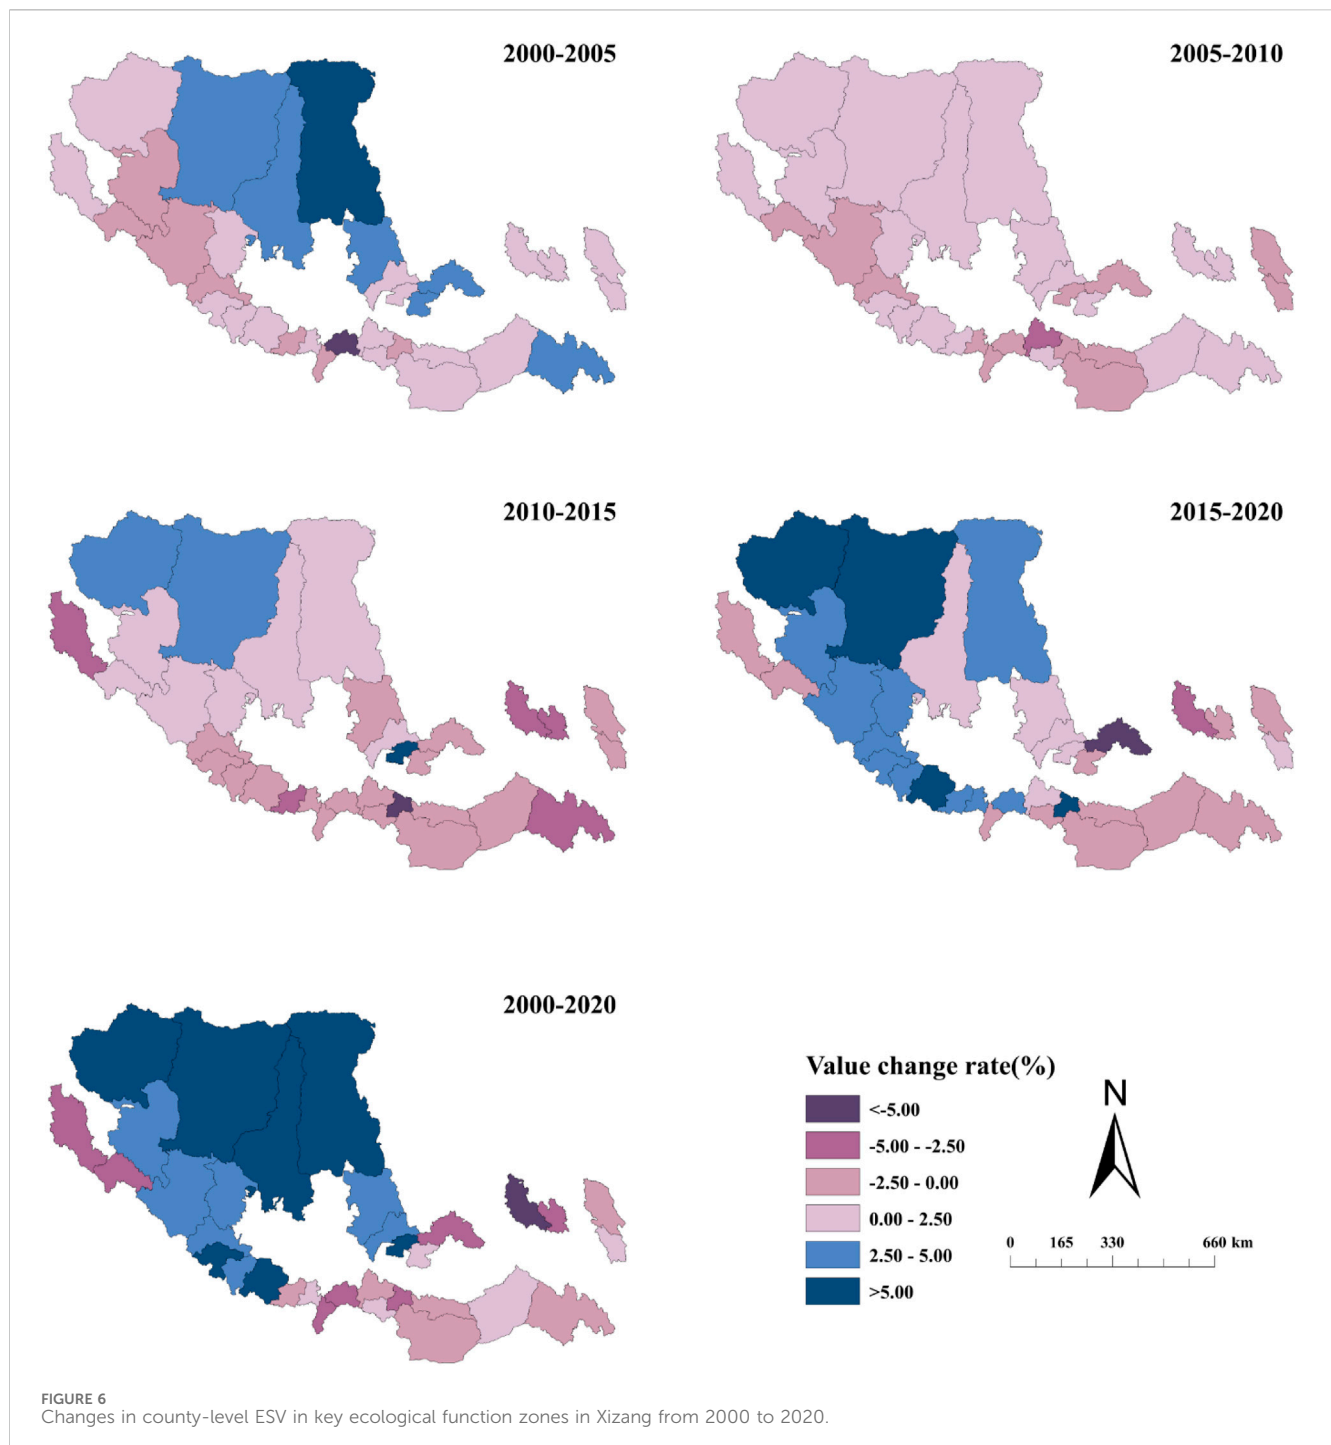 2000-2005
2005-2010
2010-2015
2015-2020
2000-2020
Value change rate(%)
<-5.00
-5.00 - -2.50
-2.50 - 0.00
0.00 - 2.50
2.50 - 5.00
>5.00
N
0 165 330 660 km
FIGURE 6
Changes in county-level ESV in key ecological function zones in Xizang from 2000 to 2020.